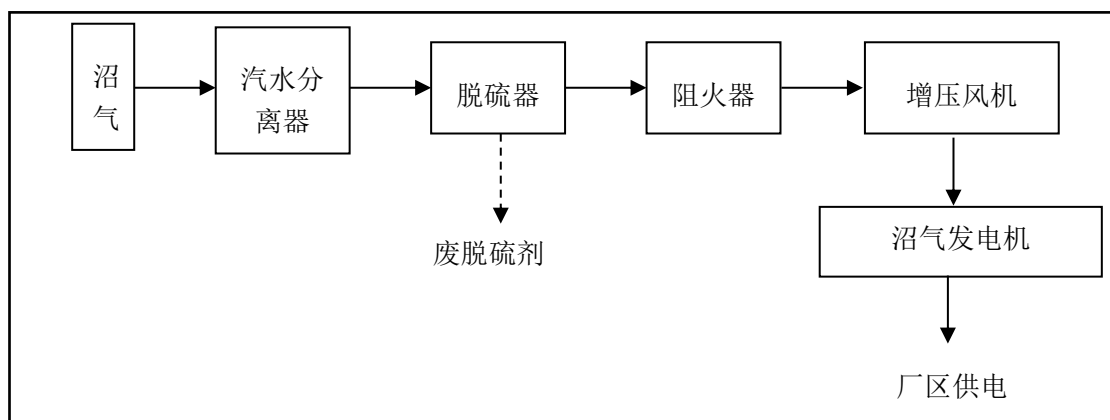 沼
气
汽水分
离器
脱硫器
阻火器
增压风机
废脱硫剂
沼气发电机
厂区供电